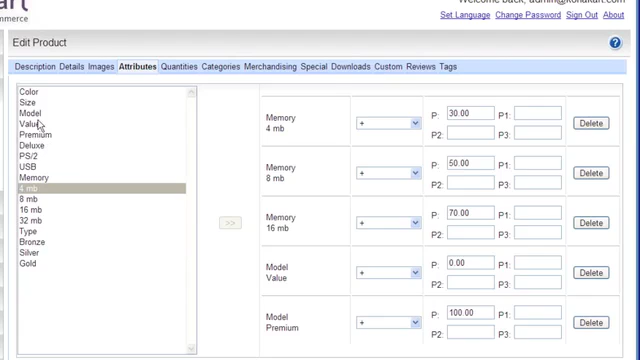 Welcome back, admin@konakart.com
art
mmerce
Set Language Change Password Sign Out About
Edit Product
?
Description Details Images Attributes Quantities Categories Merchandising Special Downloads Custom Reviews Tags
Color
Size
Model
Value
Premium
Deluxe
PS/2
USB
Memory
4 mb
8 mb
16 mb
32 mb
Type
Bronze
Silver
Gold
>>
Memory
4 mb
+
P: 30.00 P1:
P2: P3:
Delete
Memory
8 mb
+
P: 50.00 P1:
P2: P3:
Delete
Memory
16 mb
+
P: 70.00 P1:
P2: P3:
Delete
Model
Value
+
P: 0.00 P1:
P2: P3:
Delete
Model
Premium
+
P: 100.00 P1:
P2: P3:
Delete